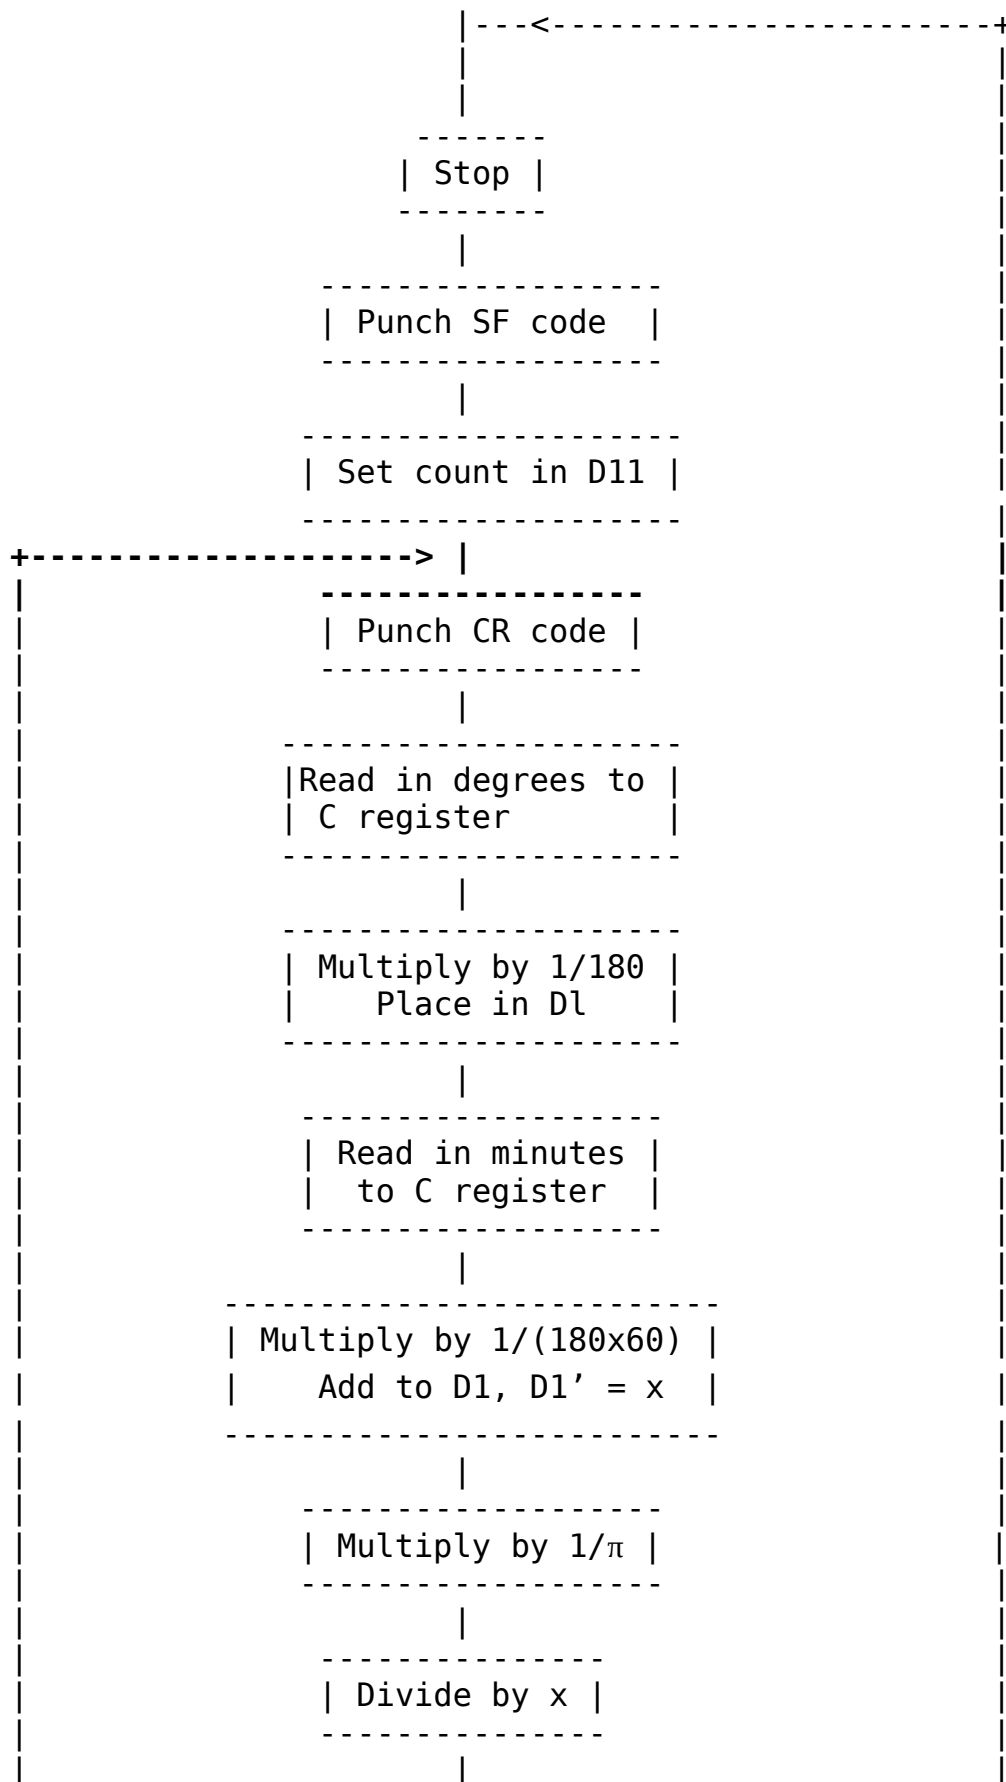 Stop
Punch SF code
Set count in D11
Punch CR code
Read in degrees to
C register
Multiply by 1/180
Place in Dl
Read in minutes
to C register
Multiply by 1/(180x60)
Add to D1, D1’ = x
Multiply by 1/π
Divide by x